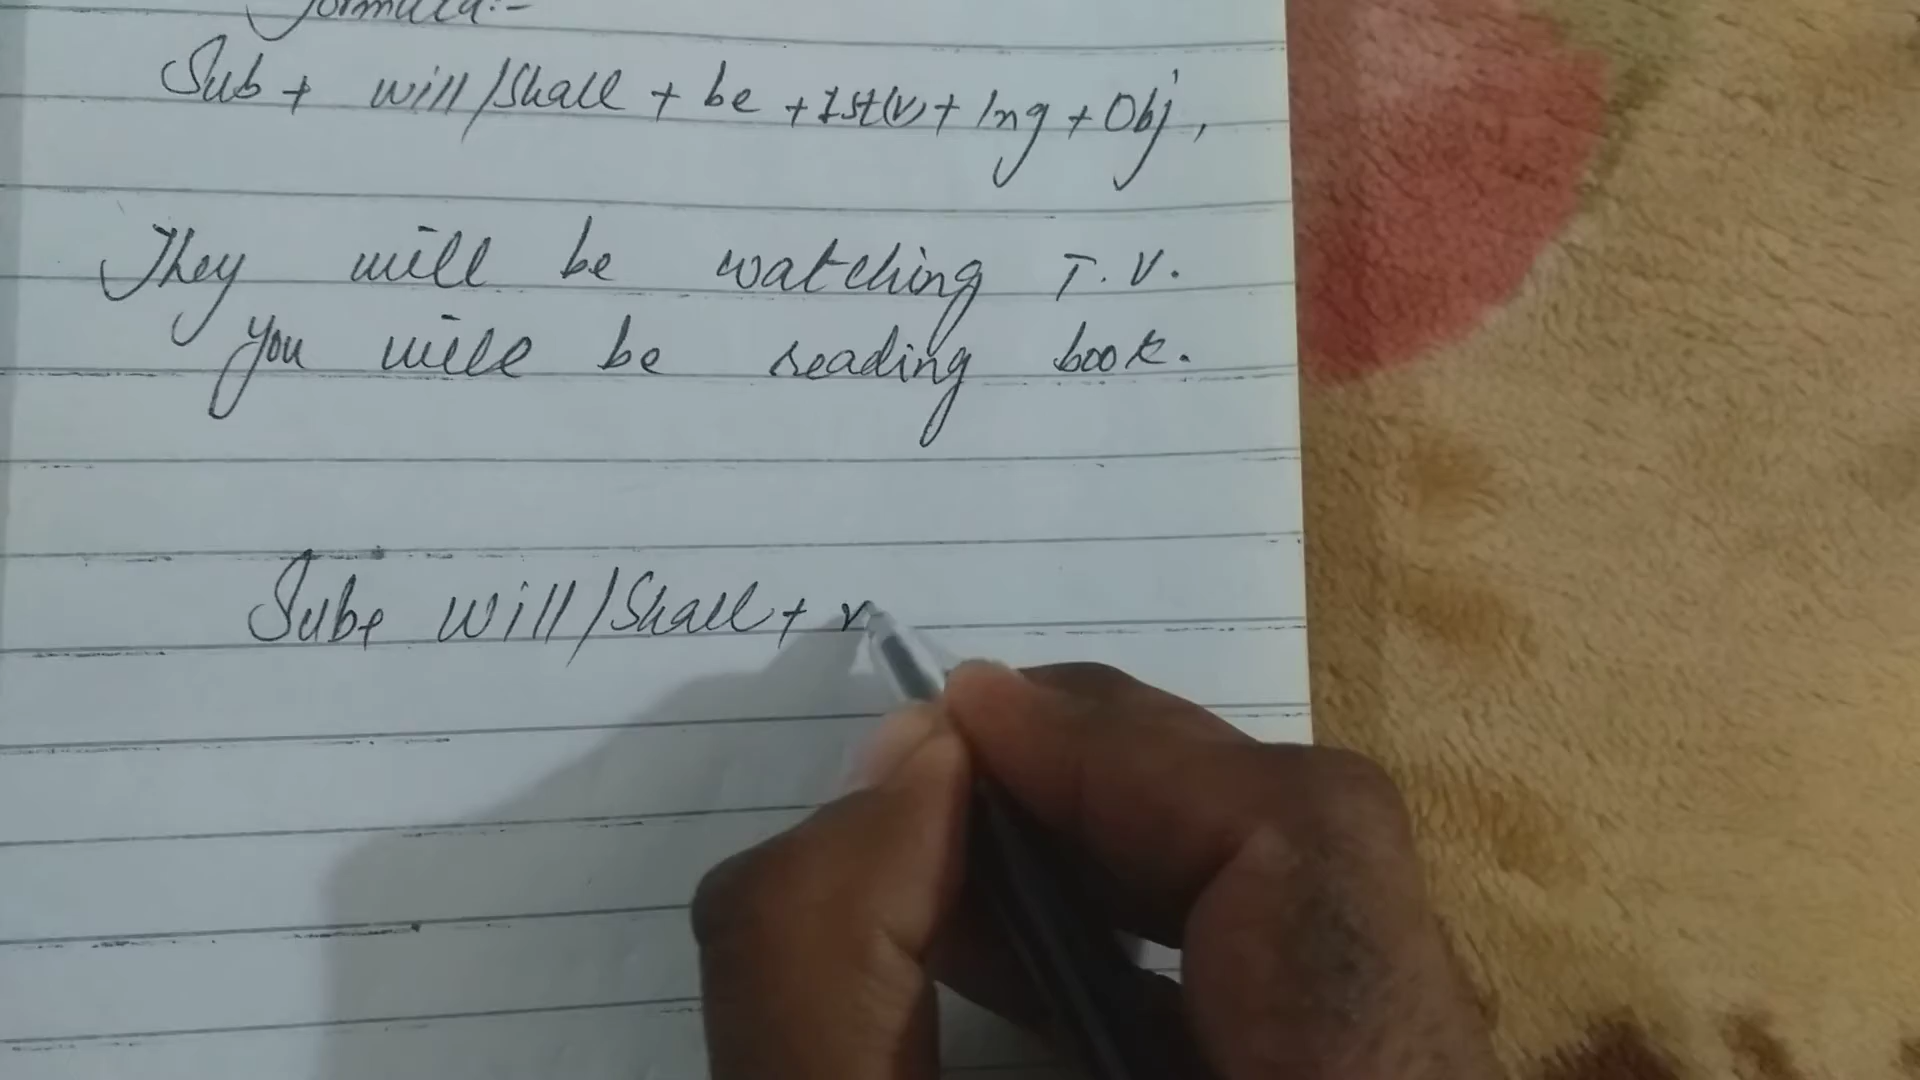 Formula:-
Sub + will/Shall + be + 1st(v) + Ing + Obj,
They will be watching T.V.
You will be reading book.
Sub+ Will/Shall +